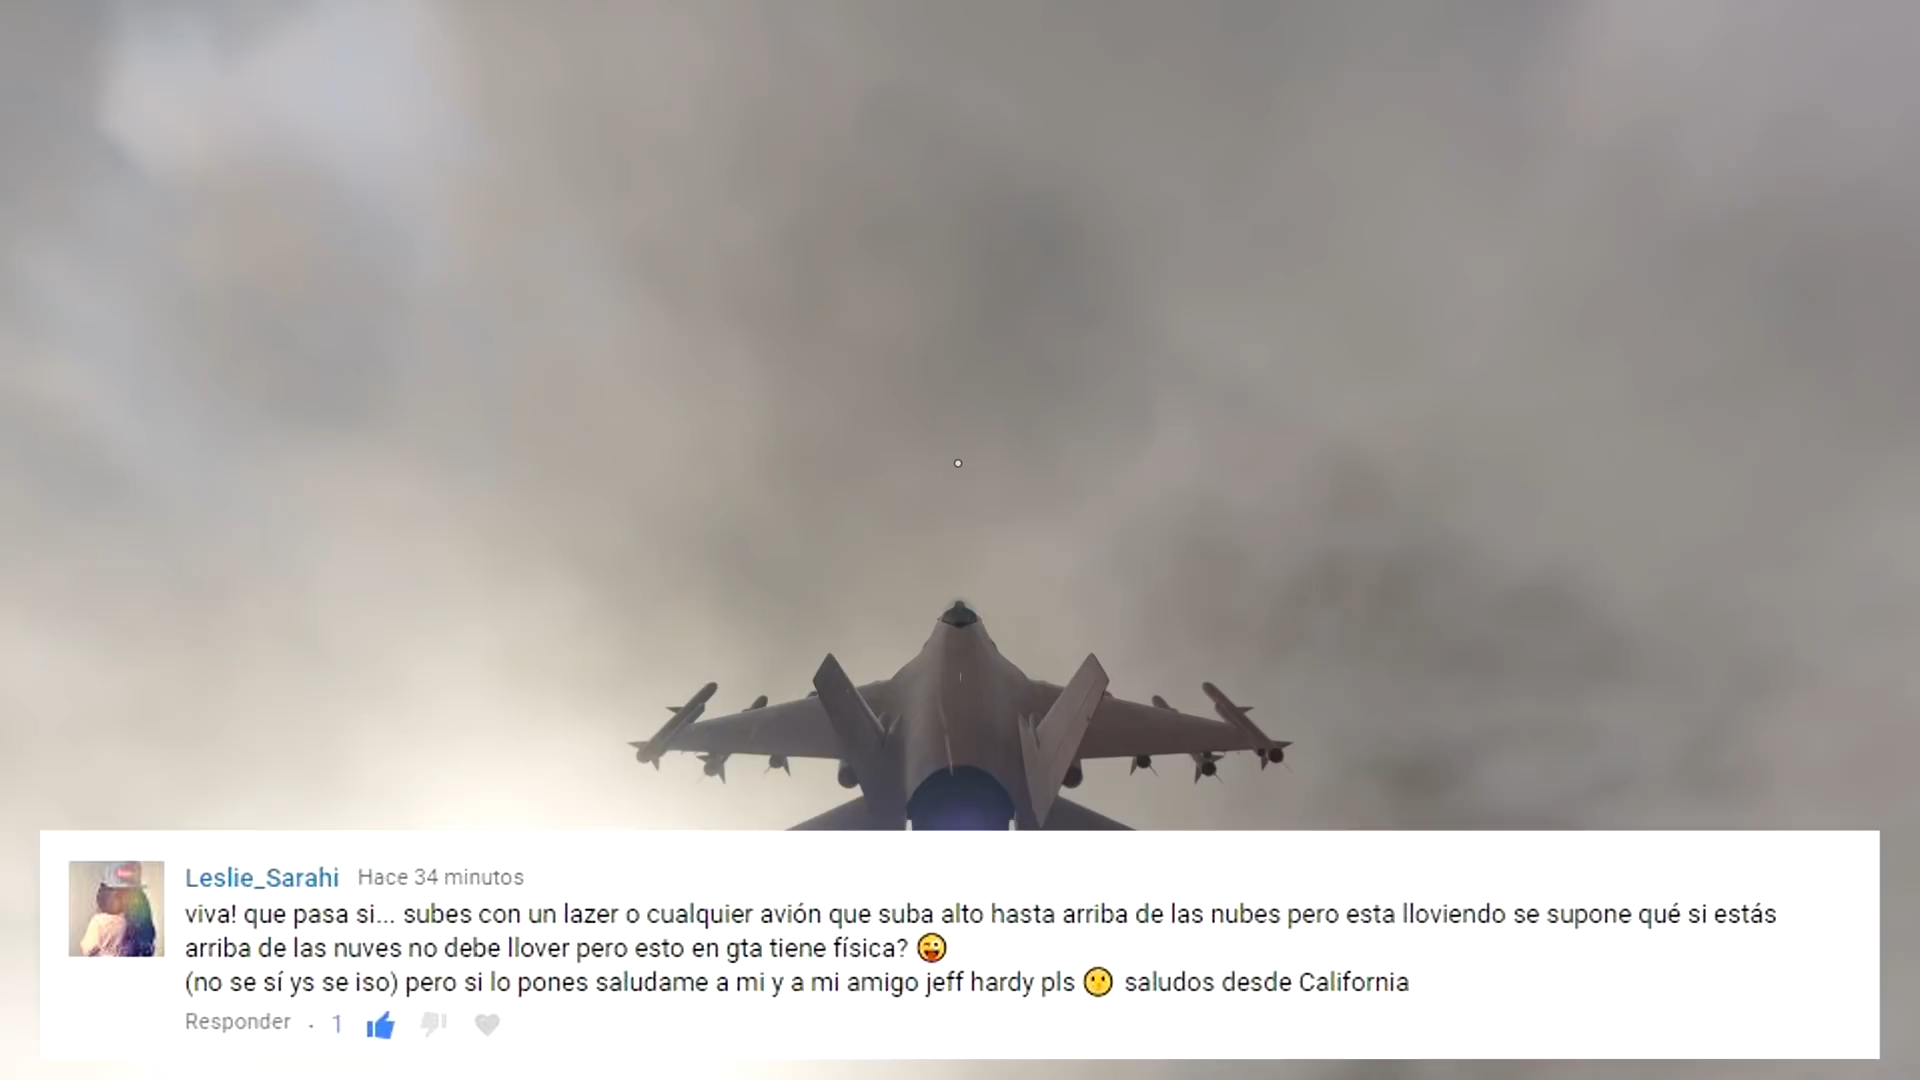 Leslie_Sarahi Hace 34 minutos
viva! que pasa si... subes con un lazer o cualquier avión que suba alto hasta arriba de las nubes pero esta lloviendo se supone qué si estás
arriba de las nuves no debe llover pero esto en gta tiene física? 😜
(no se sí ys se iso) pero si lo pones saludame a mi y a mi amigo jeff hardy pls 😗 saludos desde California
Responder . 1